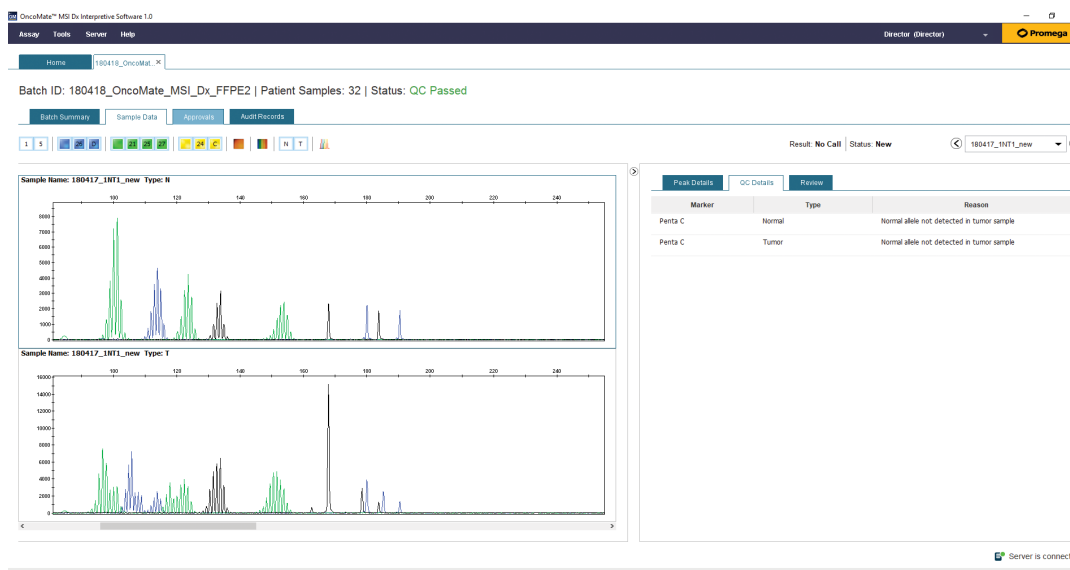 OncoMate™ MSI Dx Interpretive Software 1.0
Assay Tools Server Help Director (Director) Promega
Home 180418_OncoMat... ×
Batch ID: 180418_OncoMate_MSI_Dx_FFPE2 | Patient Samples: 32 | Status: QC Passed
Batch Summary Sample Data Approvals Audit Records
1 5 26 D 21 25 27 24 C N T Result: No Call Status: New 180417_1NT1_new
Sample Name: 180417_1NT1_new Type: N
100 120 140 160 180 200 220 240
8000
7000
6000
5000
4000
3000
2000
1000
0
Sample Name: 180417_1NT1_new Type: T
100 120 140 160 180 200 220 240
16000
14000
12000
10000
8000
6000
4000
2000
0
Peak Details QC Details Review
Marker Type Reason
Penta C Normal Normal allele not detected in tumor sample
Penta C Tumor Normal allele not detected in tumor sample
Server is connect